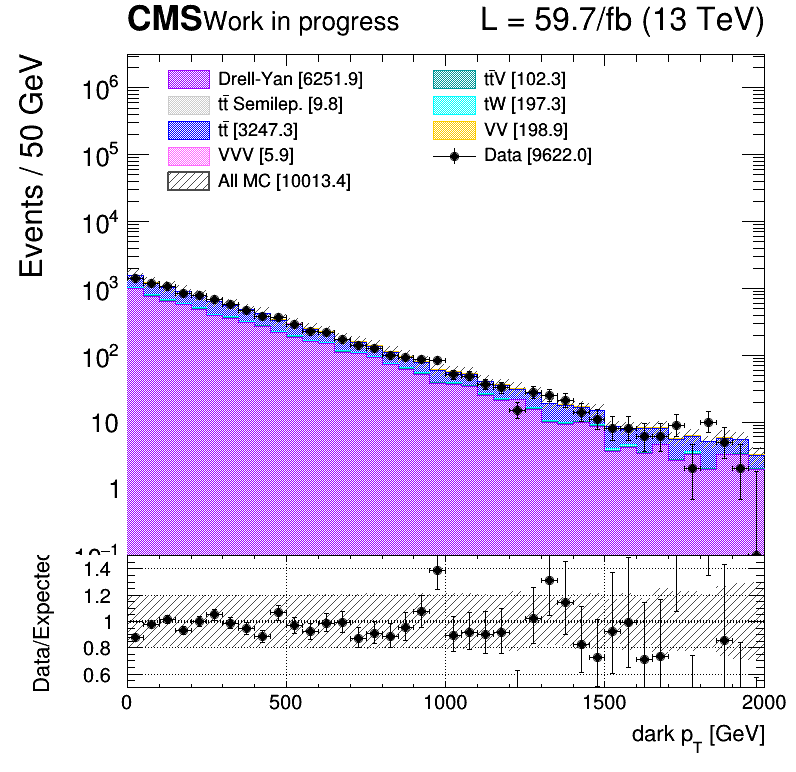 CMS Work in progress L = 59.7/fb (13 TeV)
Events / 50 GeV
Drell-Yan [6251.9]
tt̄ Semilep. [9.8]
tt̄ [3247.3]
VVV [5.9]
All MC [10013.4]
tt̄V [102.3]
tW [197.3]
VV [198.9]
Data [9622.0]
10⁶
10⁵
10⁴
10³
10²
10
1
10⁻¹
Data/Expected
1.4
1.2
1
0.8
0.6
0 500 1000 1500 2000
dark p_T [GeV]